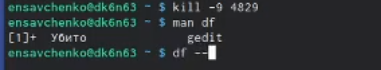 ensavchenko@dk6n63 ~ $ kill -9 4829
ensavchenko@dk6n63 ~ $ man df
[1]+  Убито              gedit
ensavchenko@dk6n63 ~ $ df --